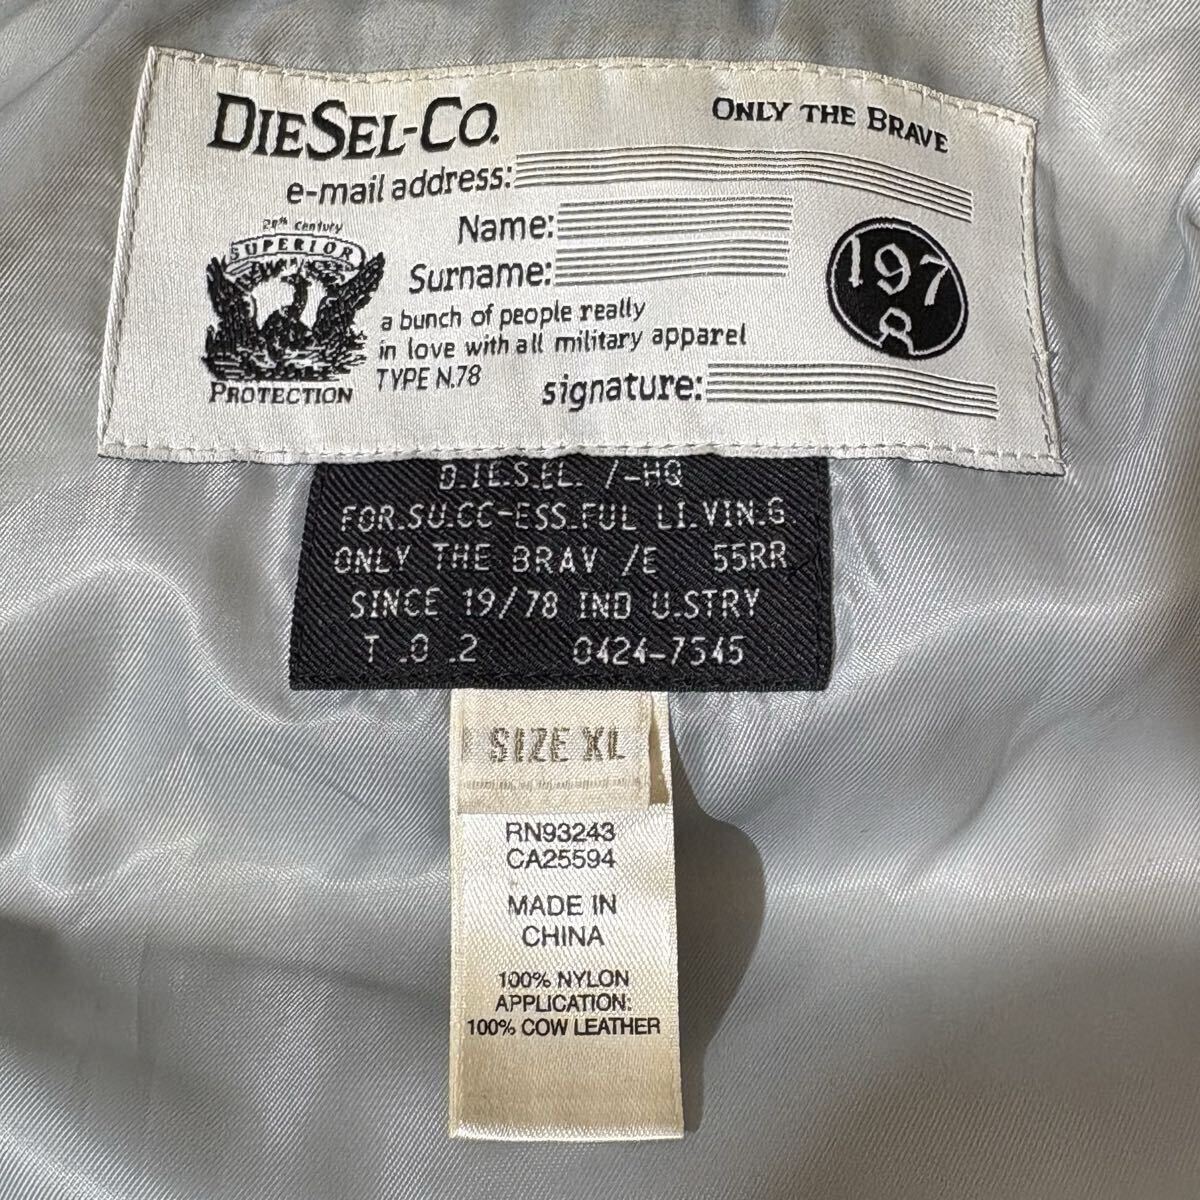 DIESEL-CO.
ONLY THE BRAVE
e-mail address:
Name:
Surname:
20th Century
SUPERIOR
PROTECTION
a bunch of people really
in love with all military apparel
TYPE N.78
signature:
197
8
D.IE.S.EL. /-HQ
FOR.SU.CC-ESS.FUL LI.VIN.G.
ONLY THE BRAV /E 55RR
SINCE 19/78 IND U.STRY
T .O .2 0424-7545
SIZE XL
RN93243
CA25594
MADE IN
CHINA
100% NYLON
APPLICATION:
100% COW LEATHER